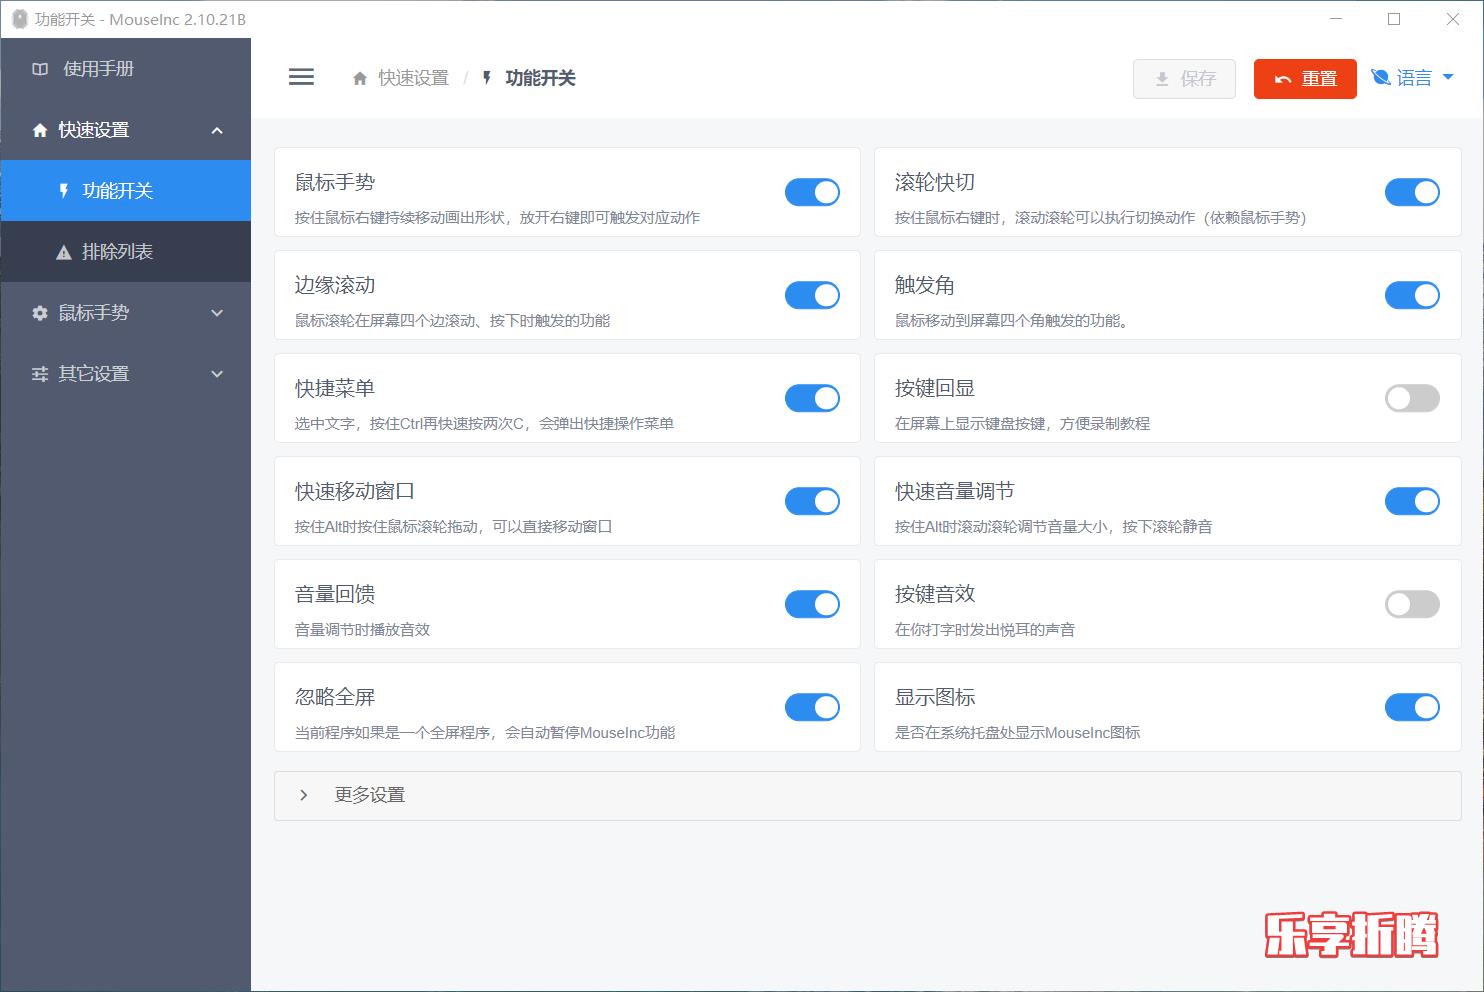 功能开关 - MouseInc 2.10.21B
使用手册
快速设置
功能开关
排除列表
鼠标手势
其它设置
快速设置 / 功能开关
保存
重置
语言
鼠标手势
按住鼠标右键持续移动画出形状，放开右键即可触发对应动作
滚轮快切
按住鼠标右键时，滚动滚轮可以执行切换动作（依赖鼠标手势）
边缘滚动
鼠标滚轮在屏幕四个边滚动、按下时触发的功能
触发角
鼠标移动到屏幕四个角触发的功能。
快捷菜单
选中文字，按住Ctrl再快速按两次C，会弹出快捷操作菜单
按键回显
在屏幕上显示键盘按键，方便录制教程
快速移动窗口
按住Alt时按住鼠标滚轮拖动，可以直接移动窗口
快速音量调节
按住Alt时滚动滚轮调节音量大小，按下滚轮静音
音量回馈
音量调节时播放音效
按键音效
在你打字时发出悦耳的声音
忽略全屏
当前程序如果是一个全屏程序，会自动暂停MouseInc功能
显示图标
是否在系统托盘处显示MouseInc图标
更多设置
乐享折腾